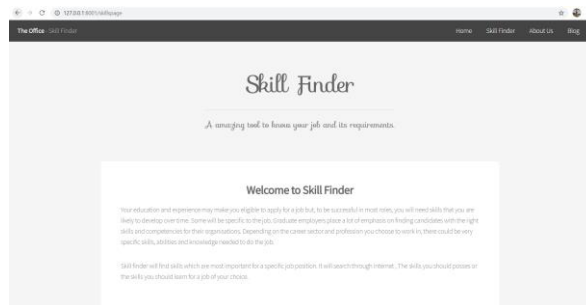 127.0.0.1:8001/skillspage
The Office - Skill Finder
Home Skill Finder About Us Blog
Skill Finder
A amazing tool to know your job and its requirements.
Welcome to Skill Finder
Your education and experience may make you eligible to apply for a job but, to be successful in most roles, you will need skills that you are
likely to develop over time. Some will be specific to the job. Graduate employers place a lot of emphasis on finding candidates with the right
skills and competencies for their organisations. Depending on the career sector and profession you choose to work in, there could be very
specific skills, abilities and knowledge needed to do the job.
Skill finder will find skills which are most important for a specific job position. It will search through internet , The skills you should posses or
the skills you should learn for a job of your choice.